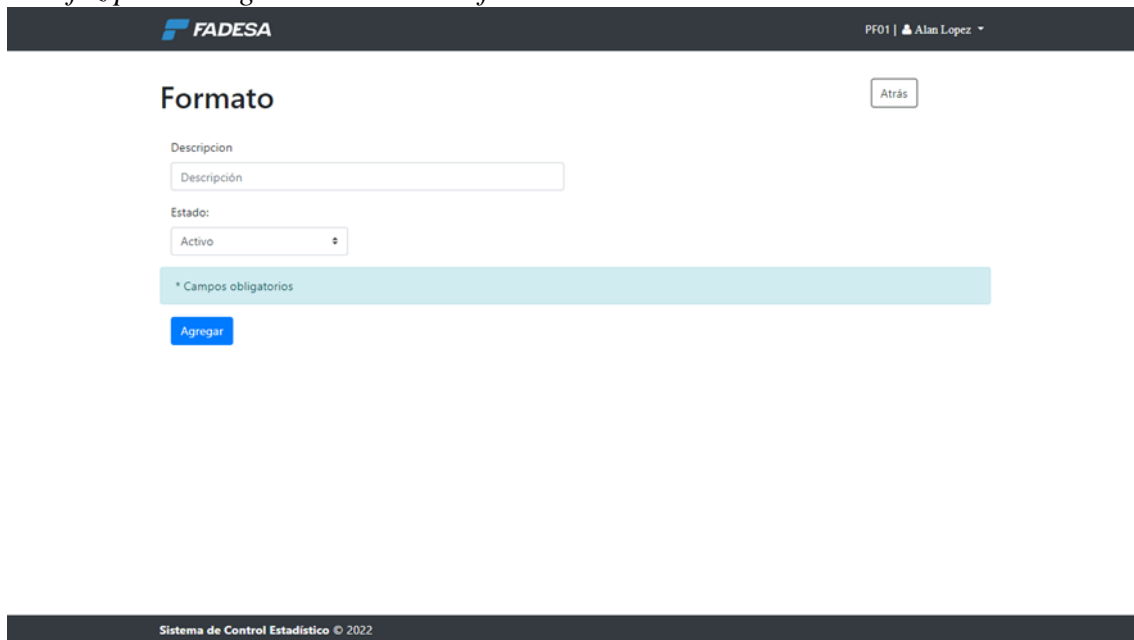 FADESA
PF01 | Alan Lopez
Formato
Atrás
Descripcion
Descripción
Estado:
Activo
* Campos obligatorios
Agregar
Sistema de Control Estadístico © 2022